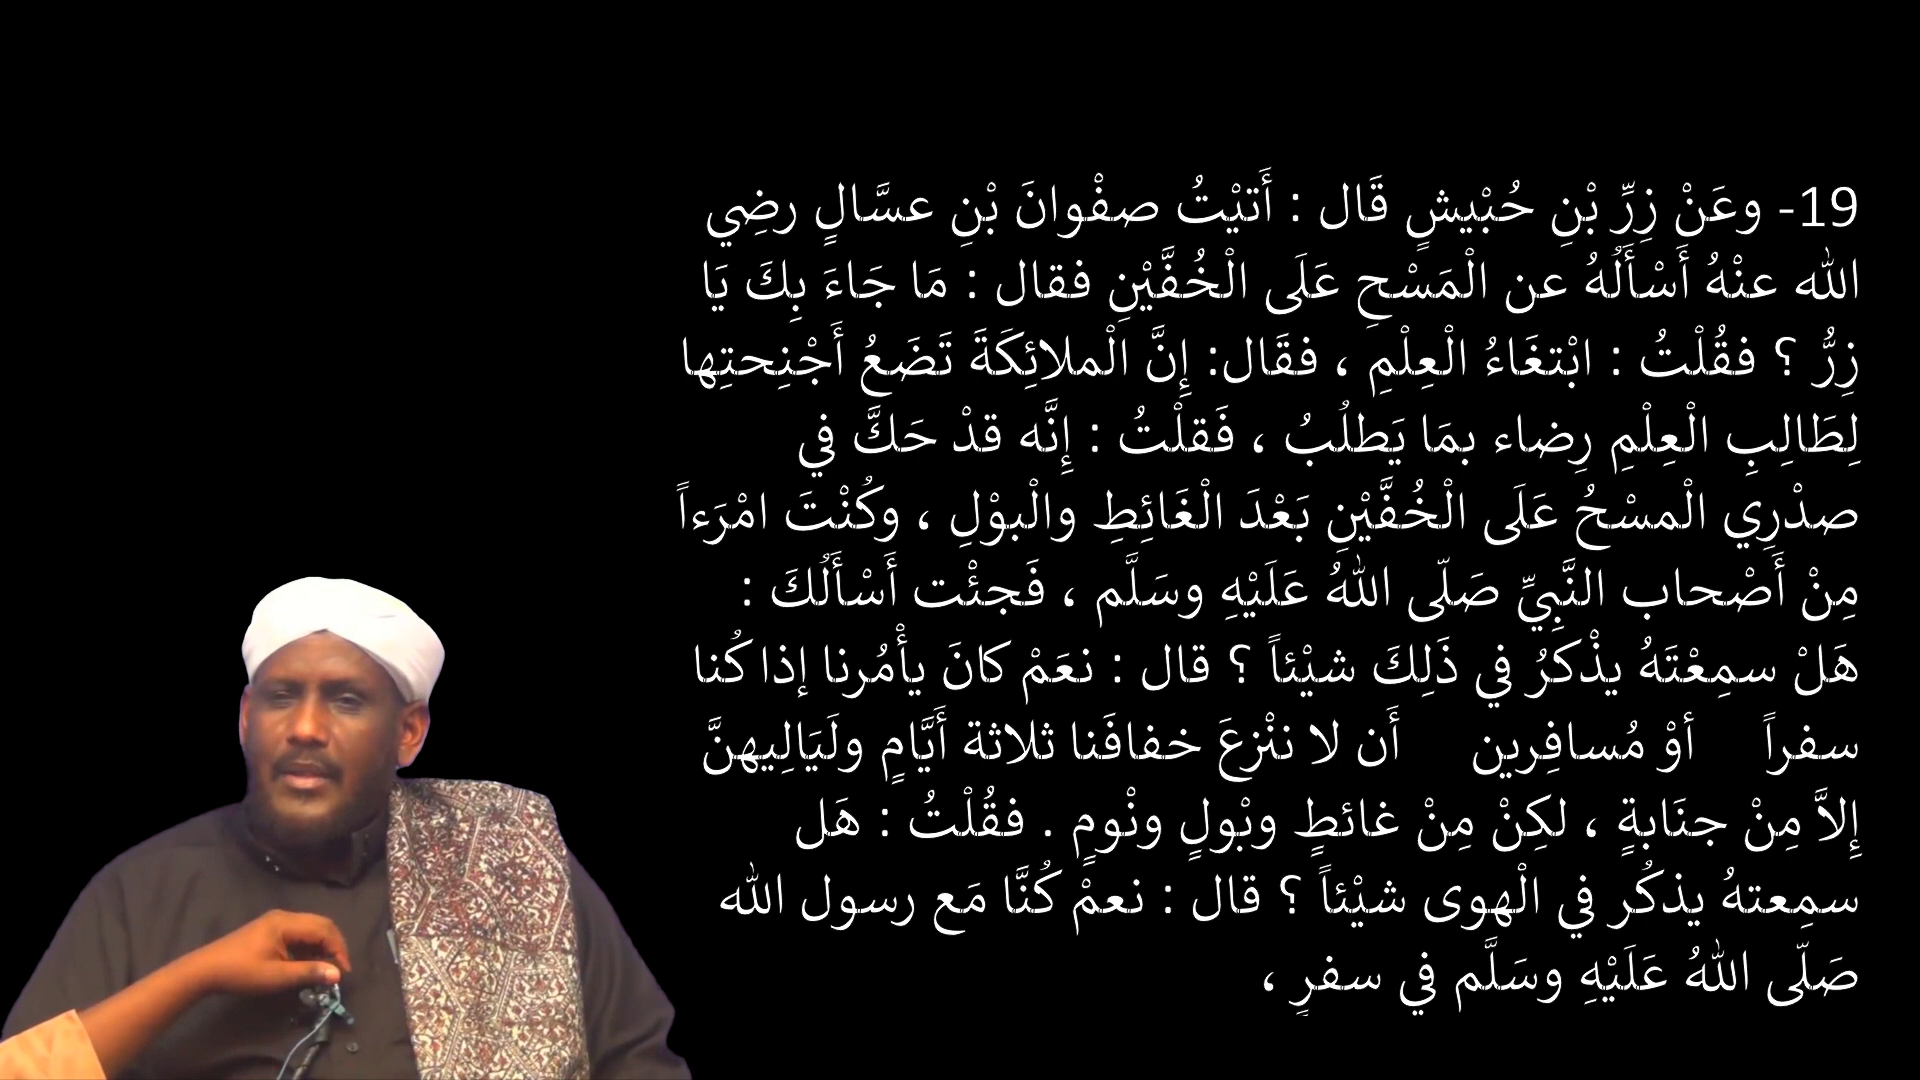 19- وعَنْ زِرِّ بْنِ حُبْيشٍ قَال : أَتيْتُ صفْوانَ بْنِ عسَّالٍ رضِي
الله عنْهُ أَسْأَلُهُ عن الْمَسْحِ عَلَى الْخُفَّيْنِ فقال : مَا جَاءَ بِكَ يَا
زِرُّ ؟ فقُلْتُ : ابْتغَاءُ الْعِلْمِ ، فقَال: إِنَّ الْملائِكَةَ تَضَعُ أَجْنِحتِها
لِطَالِبِ الْعِلْمِ رِضاء بمَا يَطلُبُ ، فَقلْتُ : إِنَّه قدْ حَكَّ في
صدْرِي الْمسْحُ عَلَى الْخُفَّيْنِ بَعْدَ الْغَائِطِ والْبوْلِ ، وكُنْتَ امْرَءاً
مِنْ أَصْحاب النَّبِيِّ صَلّى اللهُ عَلَيْهِ وسَلَّم ، فَجئْت أَسْأَلُكَ :
هَلْ سمِعْتَهُ يذْكرُ في ذَلِكَ شيْئاً ؟ قال : نعَمْ كانَ يأْمُرنا إذا كُنا
سفراً أوْ مُسافِرين أَن لا ننْزعَ خفافَنا ثلاثة أَيَّامٍ ولَيَالِيهنَّ
إِلاَّ مِنْ جنَابةٍ ، لكِنْ مِنْ غائطٍ وبْولٍ ونْومٍ . فقُلْتُ : هَل
سمِعتهُ يذكُر في الْهوى شيْئاً ؟ قال : نعمْ كُنَّا مَع رسول الله
صَلّى اللهُ عَلَيْهِ وسَلَّم في سفرٍ ،